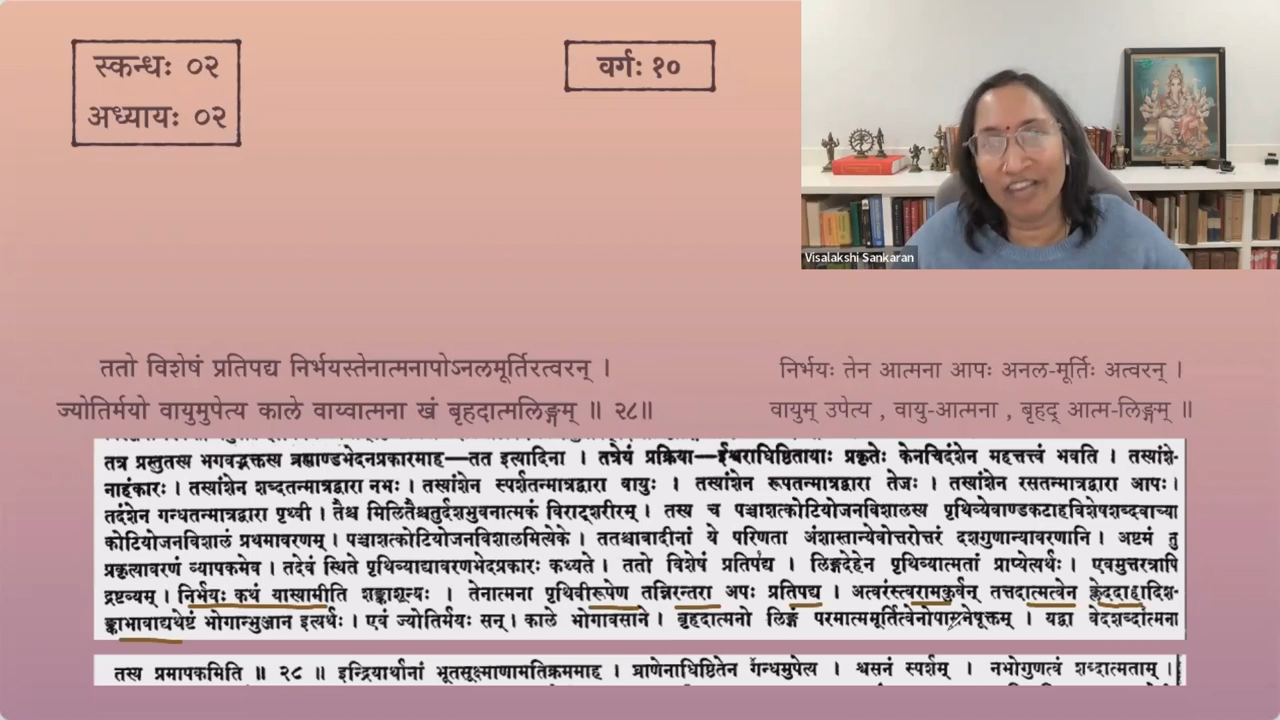 स्कन्धः ०२
अध्यायः ०२
वर्गः १०
Visalakshi Sankaran
ततो विशेषं प्रतिपद्य निर्भयस्तेनात्मनापोऽनलमूर्तिरत्वरन् ।
ज्योतिर्मयो वायुमुपेत्य काले वाय्वात्मना खं बृहदात्मलिङ्गम् ॥ २८॥
निर्भयः तेन आत्मना आपः अनल-मूर्तिः अत्वरन् ।
वायुम् उपेत्य , वायु-आत्मना , बृहद् आत्म-लिङ्गम् ॥
तत्र प्रस्तुतस्य भगवद्भक्तस्य ब्रह्माण्डभेदनप्रकारमाह—तत इत्यादिना । तत्रेयं प्रक्रिया—ईश्वराधिष्ठितायाः प्रकृतेः केनचिदंशेन महत्तत्त्वं भवति । तस्यांशे-
नाहंकारः । तस्यांशेन शब्दतन्मात्रद्वारा नभः । तस्यांशेन स्पर्शतन्मात्रद्वारा वायुः । तस्यांशेन रूपतन्मात्रद्वारा तेजः । तस्यांशेन रसतन्मात्रद्वारा आपः ।
तदंशेन गन्धतन्मात्रद्वारा पृथ्वी । तैश्च मिलितैश्चतुर्दशभुवनात्मकं विराट्शरीरम् । तस्य च पञ्चाशत्कोटियोजनविशालस्य पृथिव्येवाण्डकटाहविशेषशब्दवाच्या
कोटियोजनविशालं प्रथमावरणम् । पञ्चाशत्कोटियोजनविशालमित्येके । ततश्चाबादीनां ये परिणता अंशास्तान्येवोत्तरोत्तरं दशगुणान्यावरणानि । अष्टमं तु
प्रकृत्यावरणं व्यापकमेव । तदेवं स्थिते पृथिव्याद्यावरणभेदप्रकारः कथ्यते । ततो विशेषं प्रतिपद्य । लिङ्गदेहेन पृथिव्यात्मतां प्राप्येत्यर्थः । एवमुत्तरत्रापि
द्रष्टव्यम् । निर्भयः कथं यास्यामीति शङ्काशून्यः । तेनात्मना पृथिवीरूपेण तन्निरन्तरा अपः प्रतिपद्य । अत्वरंस्त्वरामकुर्वन् तत्तदात्मत्वेन क्लेददाहादिश-
ङ्काभावाद्यथेष्टं भोगान्भुञ्जान इत्यर्थः । एवं ज्योतिर्मयः सन् । काले भोगावसाने । बृहदात्मनो लिङ्गं परमात्ममूर्तित्वेनोपासनेषूक्तम् । यद्वा वेदशब्दात्मना
तस्य प्रमापकमिति ॥ २८ ॥ इन्द्रियार्थानां भूतसूक्ष्माणामतिक्रममाह । घ्राणेनाधिष्ठितेन गन्धमुपेत्य । श्वसनं स्पर्शम् । नभोगुणत्वं शब्दात्मताम् ।